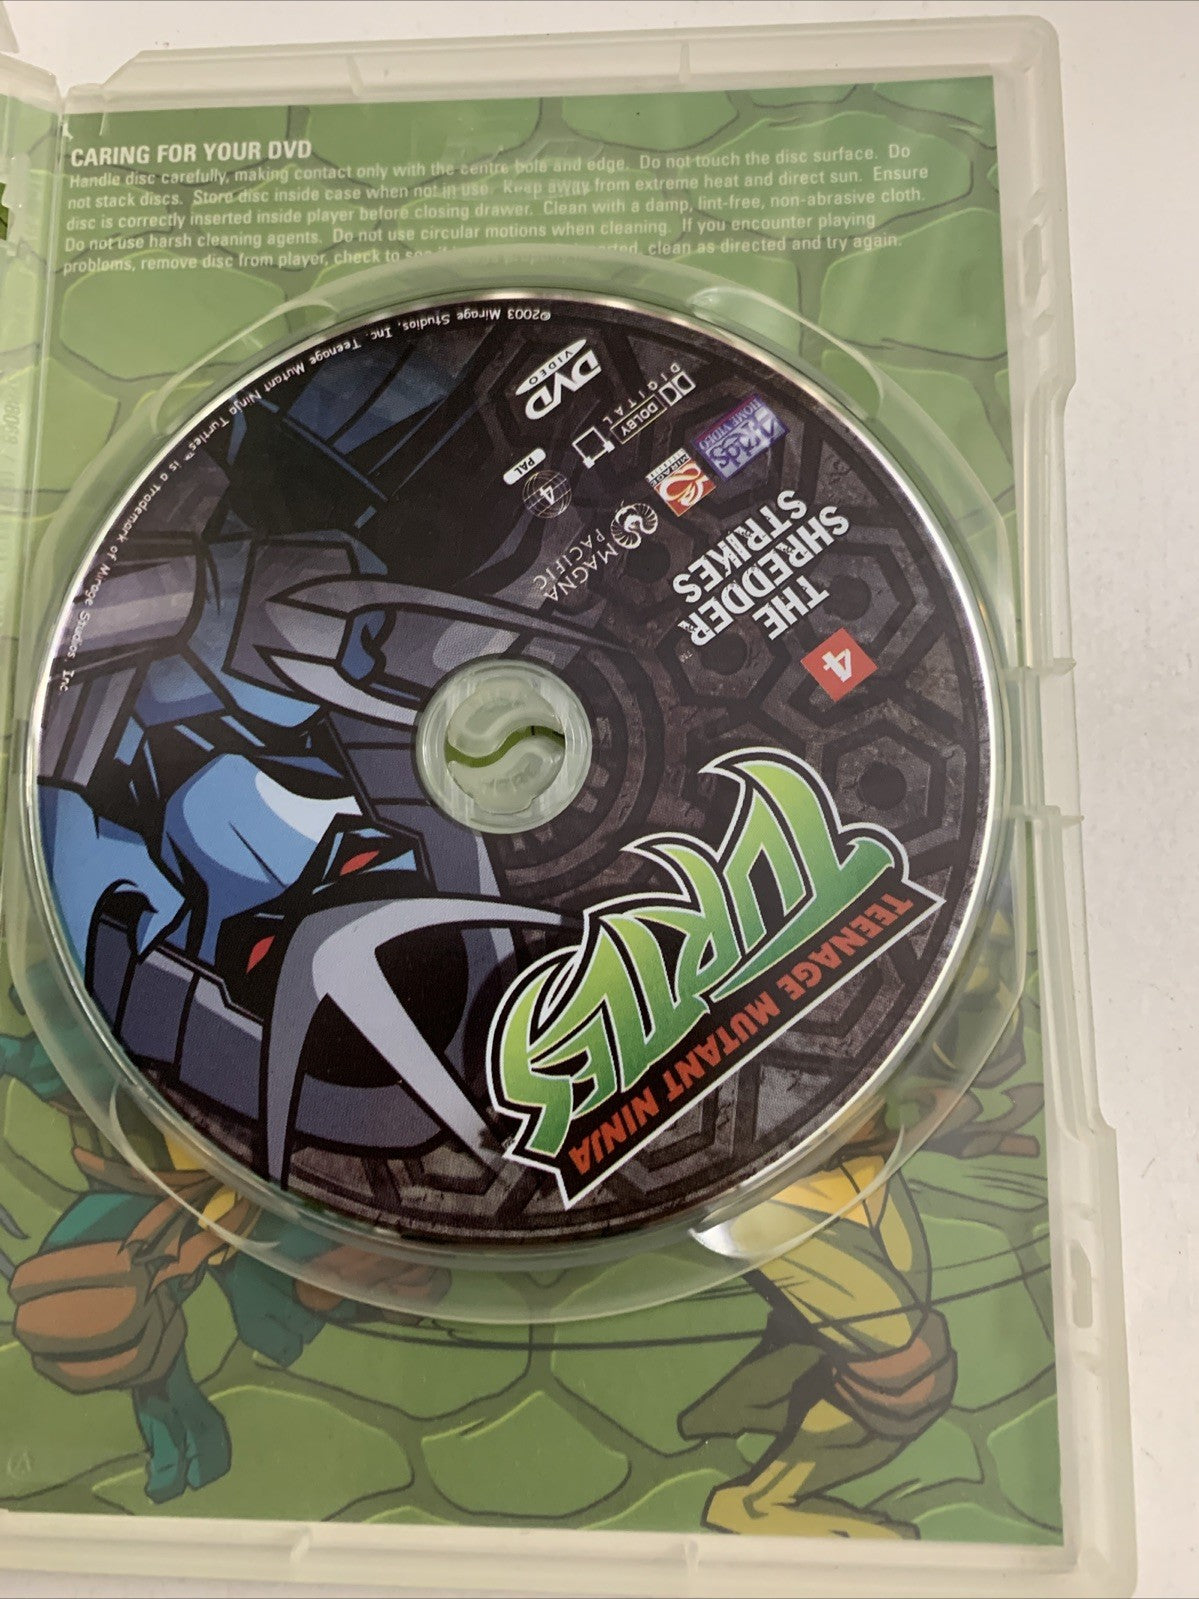 CARING FOR YOUR DVD
Handle disc carefully, making contact only with the centre hole and edge. Do not touch the disc surface. Do
not stack discs. Store disc inside case when not in use. Keep away from extreme heat and direct sun. Ensure
disc is correctly inserted inside player before closing drawer. Clean with a damp, lint-free, non-abrasive cloth.
Do not use harsh cleaning agents. Do not use circular motions when cleaning. If you encounter playing
problems, remove disc from player, check to clean as directed and try again.
TEENAGE MUTANT NINJA
TURTLES
4
THE
SHREDDER
STRIKES
™
4Kids
HOME VIDEO
MIRAGE
STUDIOS
MAGNA
PACIFIC
DOLBY
DIGITAL
4
PAL
DVD
VIDEO
©2003 Mirage Studios, Inc. Teenage Mutant Ninja Turtles™ is a trademark of Mirage Studios, Inc